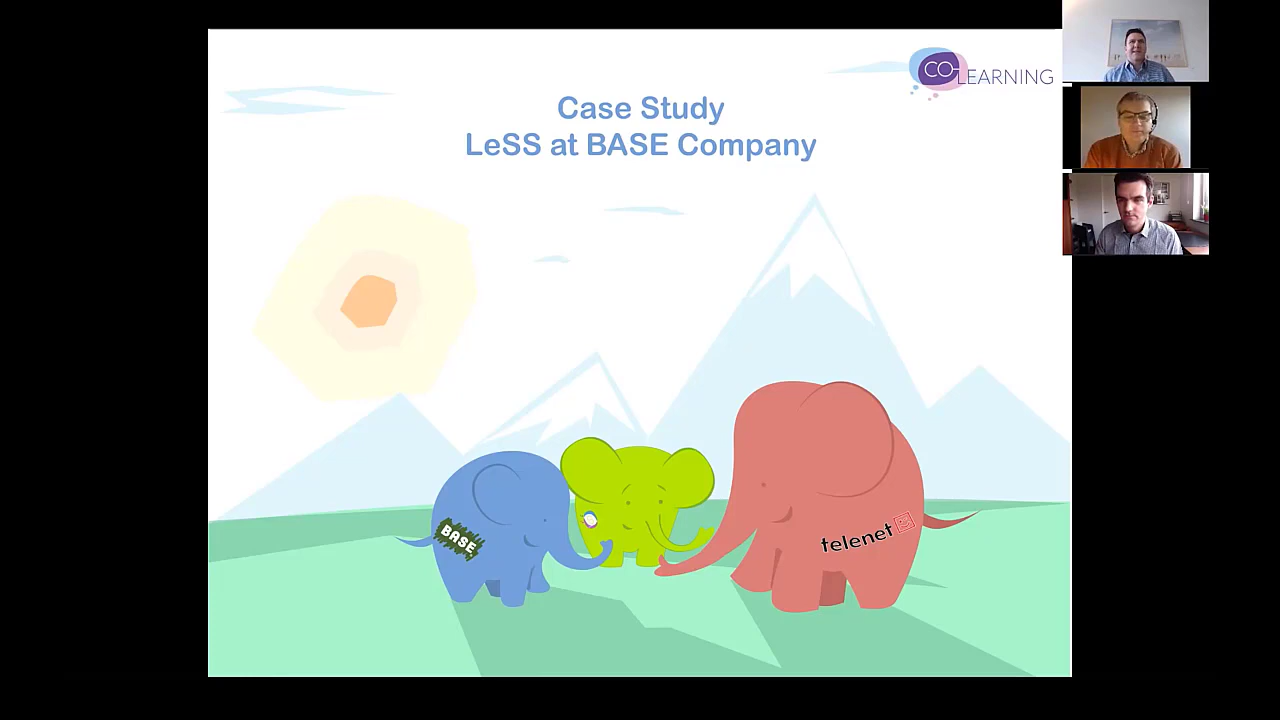 CO-LEARNING
Case Study
LeSS at BASE Company
BASE
telenet